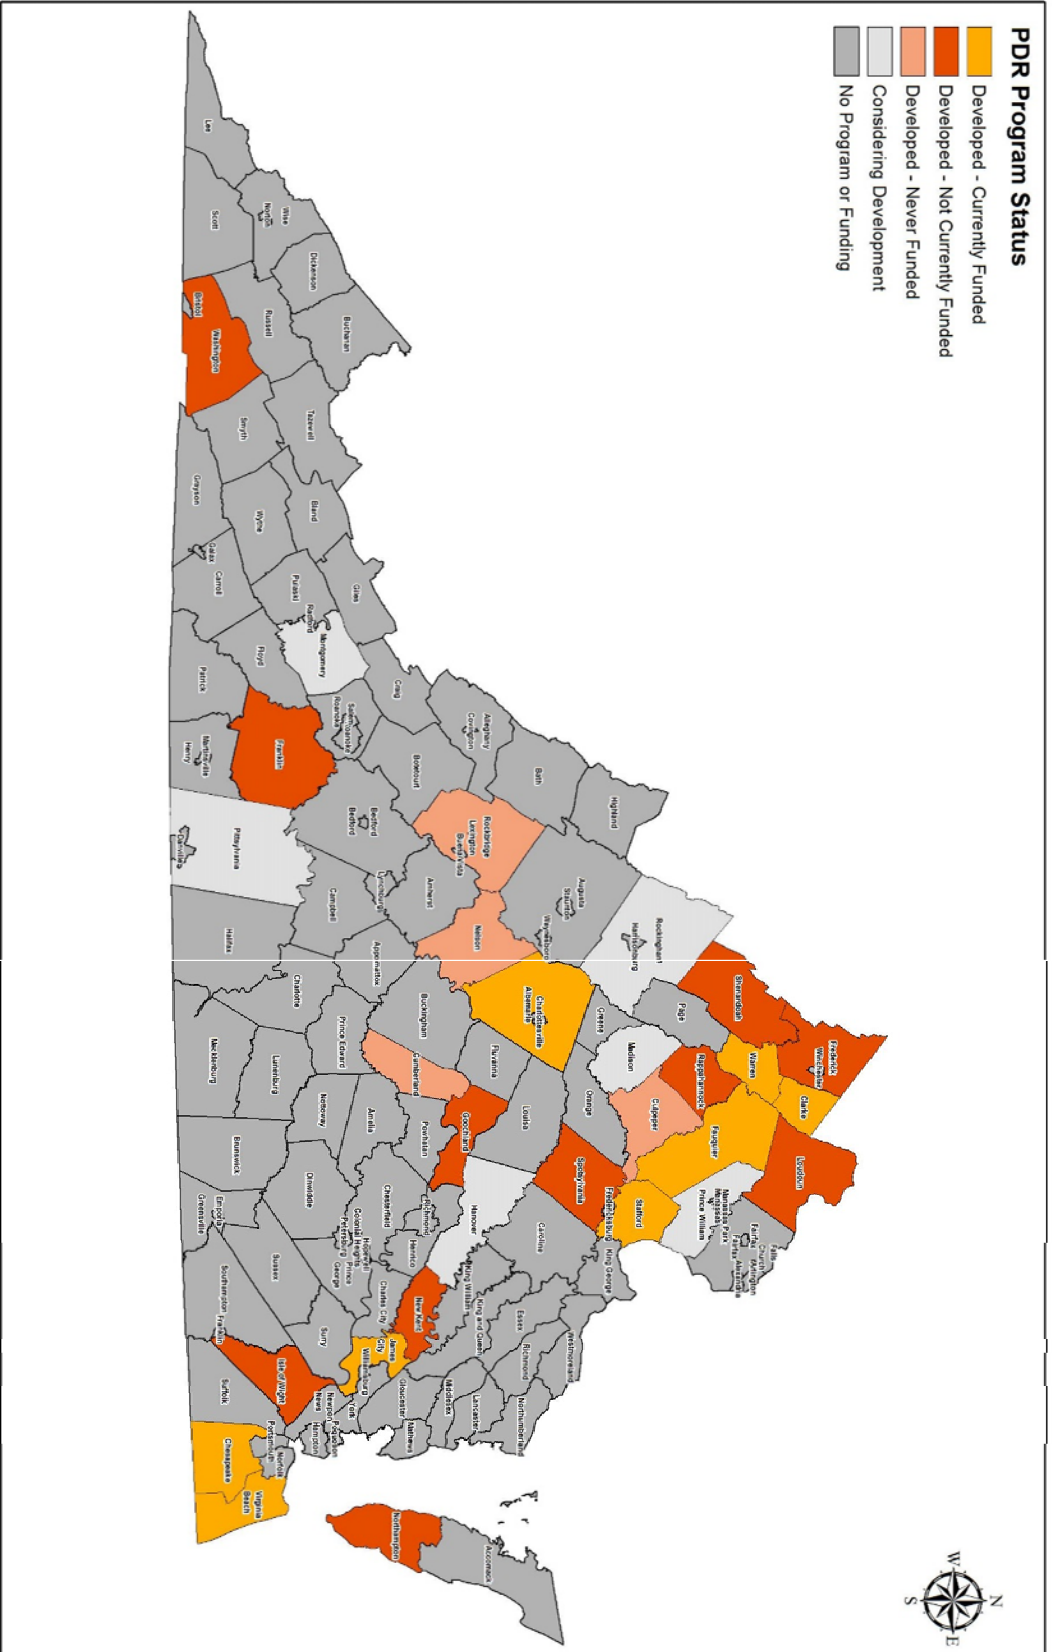 PDR Program Status
Developed - Currently Funded
Developed - Not Currently Funded
Developed - Never Funded
Considering Development
No Program or Funding
N
W
E
S
Frederick
Winchester
Clarke
Loudoun
Shenandoah
Warren
Fauquier
Falls
Church
Arlington
Fairfax
Fairfax Alexandria
Manassas Park
Manassas
Prince William
Rappahannock
Page
Rockingham
Harrisonburg
Madison
Culpeper
Stafford
Highland
Augusta
Staunton
Waynesboro
Greene
Orange
Fredericksburg
Spotsylvania
King George
Westmoreland
Bath
Charlottesville
Albemarle
Louisa
Caroline
Essex
Richmond
Northumberland
Accomack
Rockbridge
Lexington
Buena Vista
Nelson
Fluvanna
Goochland
Hanover
King William
King and Queen
Lancaster
Middlesex
Alleghany
Covington
Amherst
Buckingham
Cumberland
Powhatan
Richmond
Henrico
New Kent
Gloucester
Mathews
Northampton
Craig
Botetourt
Bedford
Bedford
Lynchburg
Appomattox
Amelia
Chesterfield
Hopewell
Colonial Heights
Petersburg
Prince
George
Charles City
James
City
Williamsburg
York
Poquoson
Newport
News
Hampton
Buchanan
Dickenson
Wise
Norton
Tazewell
Bland
Giles
Montgomery
Radford
Pulaski
Salem
Roanoke
Roanoke
Campbell
Prince Edward
Nottoway
Dinwiddie
Surry
Lee
Scott
Russell
Washington
Bristol
Smyth
Wythe
Floyd
Franklin
Charlotte
Lunenburg
Sussex
Isle of Wight
Portsmouth
Norfolk
Grayson
Galax
Carroll
Patrick
Martinsville
Henry
Pittsylvania
Danville
Halifax
Mecklenburg
Brunswick
Emporia
Greensville
Southampton
Franklin
Suffolk
Chesapeake
Virginia
Beach